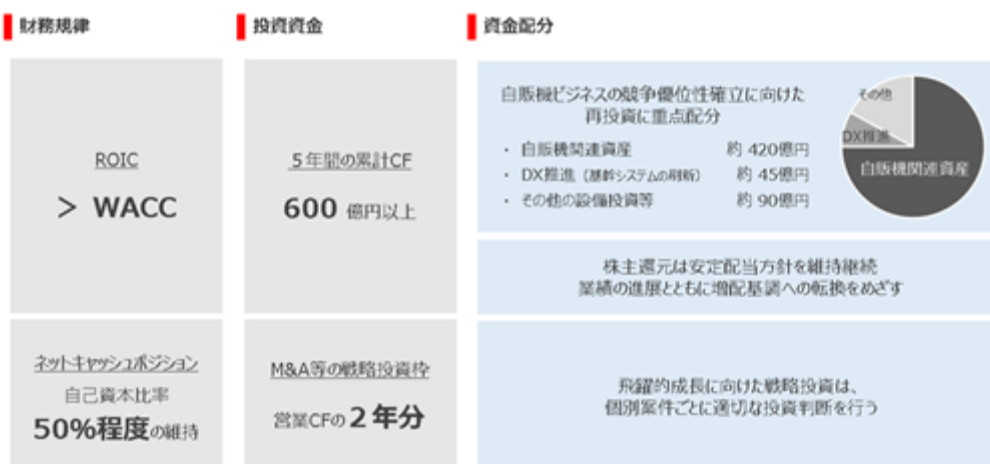 財務規律
ROIC
> WACC
ネットキャッシュポジション
自己資本比率
50%程度の維持
投資資金
5年間の累計CF
600 億円以上
M&A等の戦略投資枠
営業CFの2年分
資金配分
自販機ビジネスの競争優位性確立に向けた
再投資に重点配分
・ 自販機関連資産 約 420億円
・ DX推進（基幹システムの刷新） 約 45億円
・ その他の設備投資等 約 90億円
その他
DX推進
自販機関連資産
株主還元は安定配当方針を維持継続
業績の進展とともに増配基調への転換をめざす
飛躍的成長に向けた戦略投資は、
個別案件ごとに適切な投資判断を行う